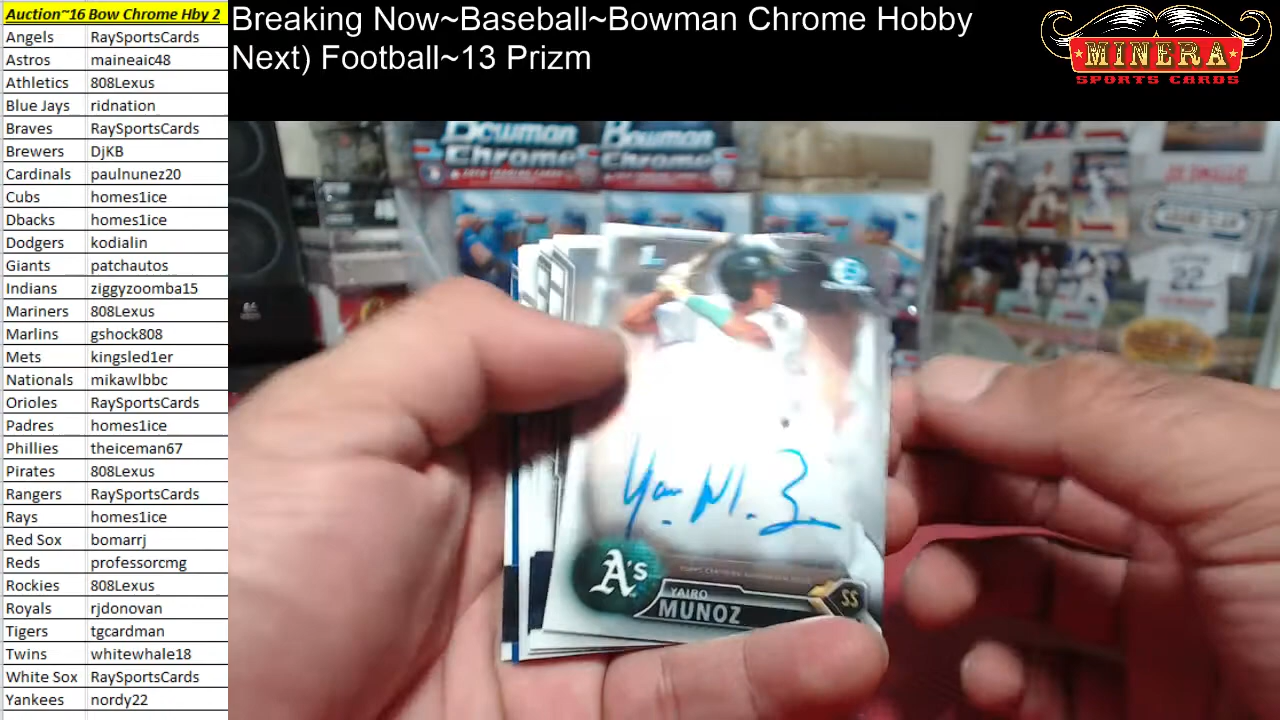 Auction~16 Bow Chrome Hby 2
Angels RaySportsCards
Astros maineaic48
Athletics 808Lexus
Blue Jays ridnation
Braves RaySportsCards
Brewers DjKB
Cardinals paulnunez20
Cubs homes1ice
Dbacks homes1ice
Dodgers kodialin
Giants patchautos
Indians ziggyzoomba15
Mariners 808Lexus
Marlins gshock808
Mets kingsled1er
Nationals mikawlbbc
Orioles RaySportsCards
Padres homes1ice
Phillies theiceman67
Pirates 808Lexus
Rangers RaySportsCards
Rays homes1ice
Red Sox bomarrj
Reds professorcmg
Rockies 808Lexus
Royals rjdonovan
Tigers tgcardman
Twins whitewhale18
White Sox RaySportsCards
Yankees nordy22
Breaking Now~Baseball~Bowman Chrome Hobby
Next) Football~13 Prizm
MINERA
SPORTS CARDS
Bowman Chrome
Bowman Chrome
1st
A's
YAIRO
MUNOZ
SS
22